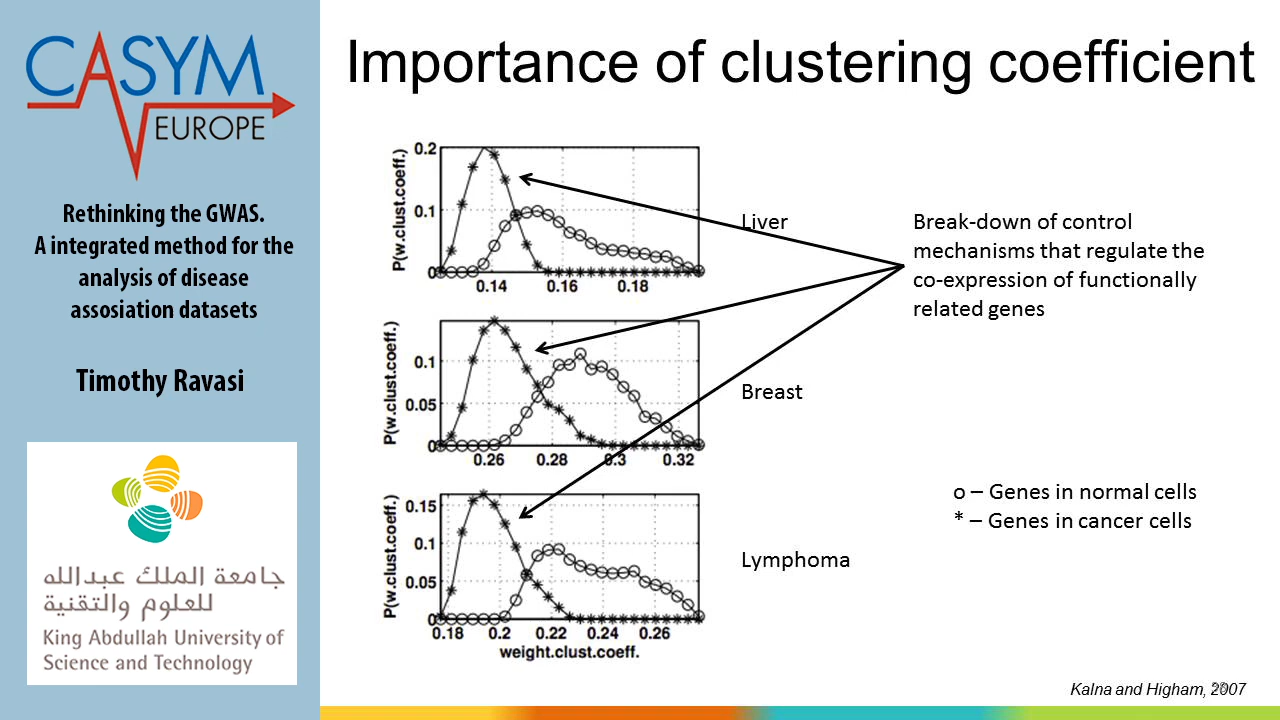 CASYM
EUROPE
Rethinking the GWAS.
A integrated method for the
analysis of disease
assosiation datasets
Timothy Ravasi
جامعة الملك عبدالله
للعلوم والتقنية
King Abdullah University of
Science and Technology
Importance of clustering coefficient
P(w.clust.coeff.)
0.2
0.1
0
0.14 0.16 0.18
Liver
P(w.clust.coeff.)
0.1
0.05
0
0.26 0.28 0.3 0.32
Breast
P(w.clust.coeff.)
0.15
0.1
0.05
0
0.18 0.2 0.22 0.24 0.26
weight.clust.coeff.
Lymphoma
Break-down of control
mechanisms that regulate the
co-expression of functionally
related genes
o – Genes in normal cells
* – Genes in cancer cells
Kalna and Higham, 2007